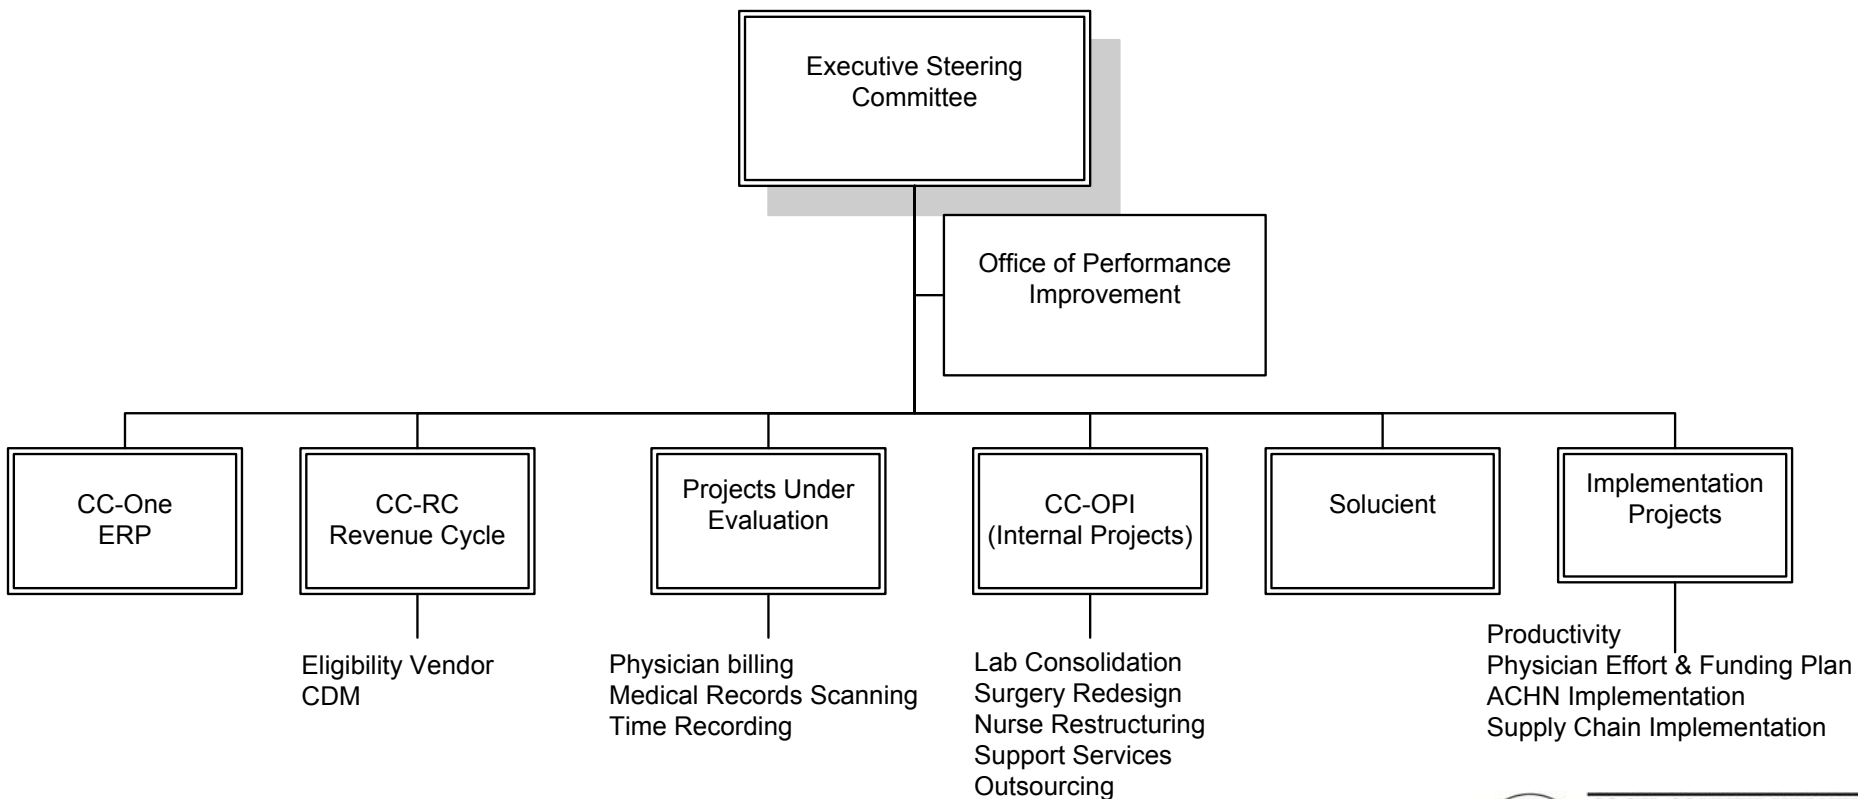 Executive Steering
Committee
Office of Performance
Improvement
CC-One
ERP
CC-RC
Revenue Cycle
Projects Under
Evaluation
CC-OPI
(Internal Projects)
Solucient
Implementation
Projects
Eligibility Vendor
CDM
Physician billing
Medical Records Scanning
Time Recording
Lab Consolidation
Surgery Redesign
Nurse Restructuring
Support Services
Outsourcing
Productivity
Physician Effort & Funding Plan
ACHN Implementation
Supply Chain Implementation